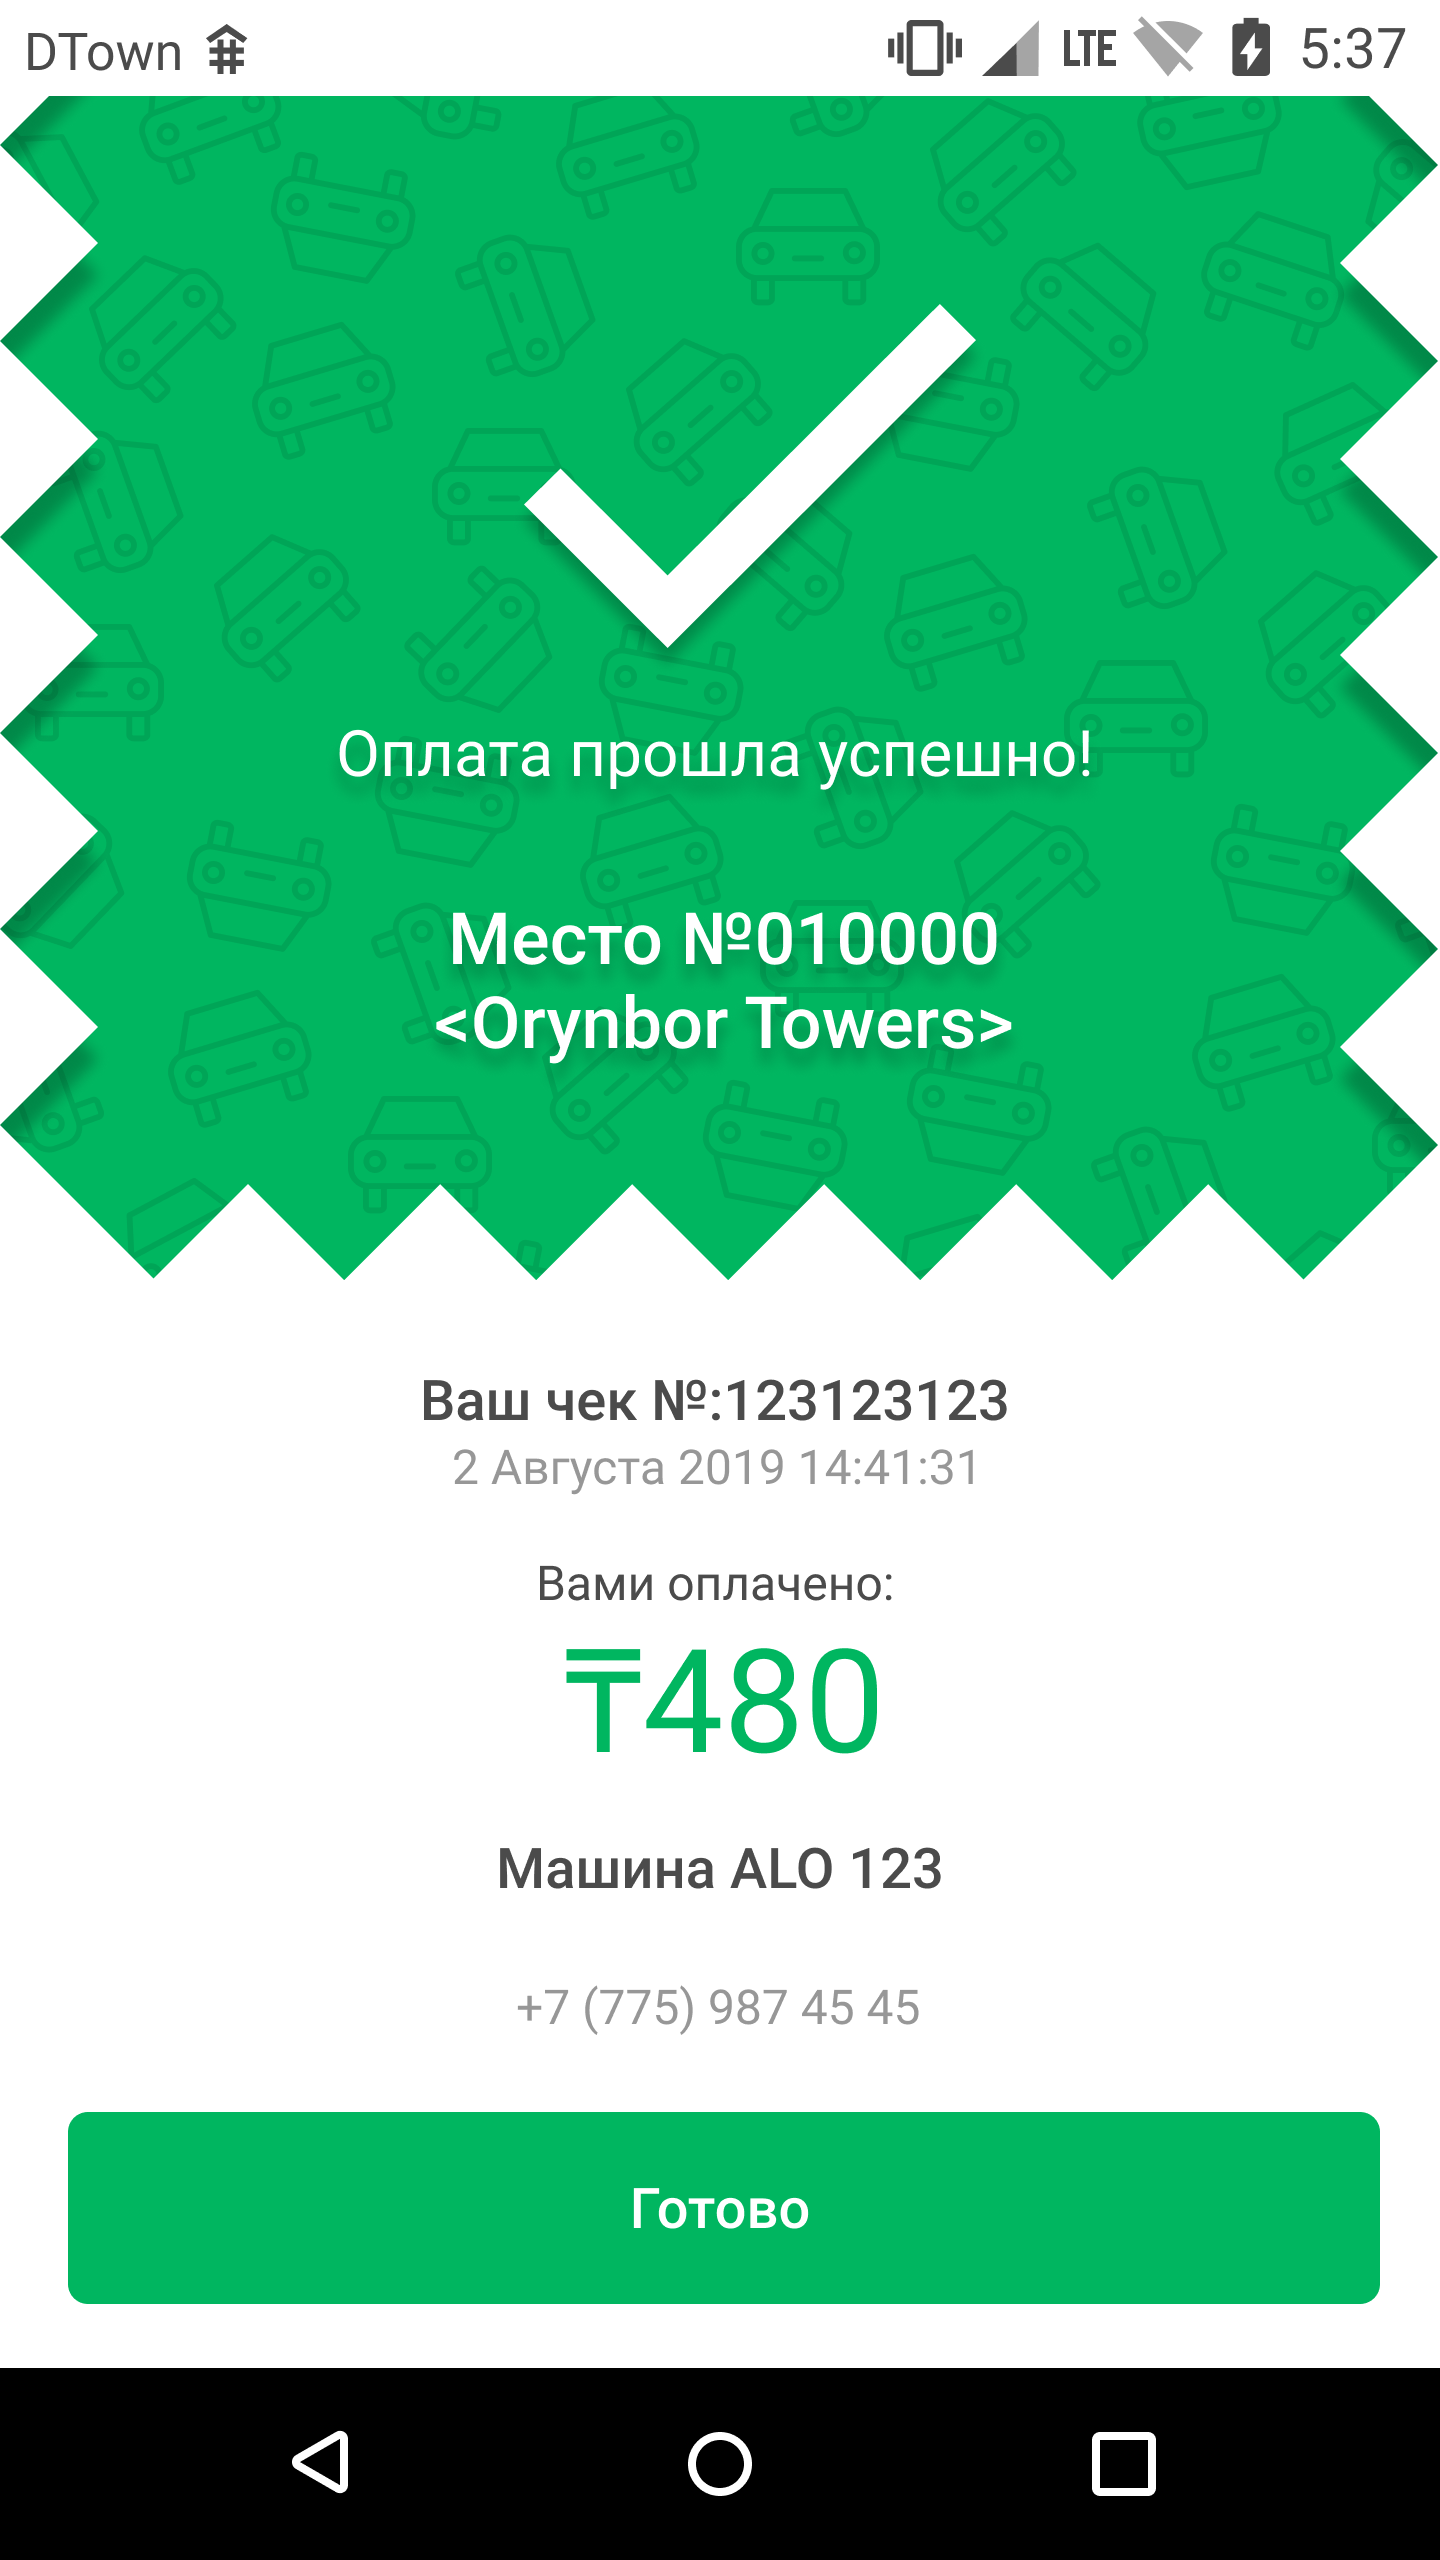 DTown LTE 5:37
Оплата прошла успешно!
Место №010000
<Orynbor Towers>
Ваш чек №:123123123
2 Августа 2019 14:41:31
Вами оплачено:
₸480
Машина ALO 123
+7 (775) 987 45 45
Готово